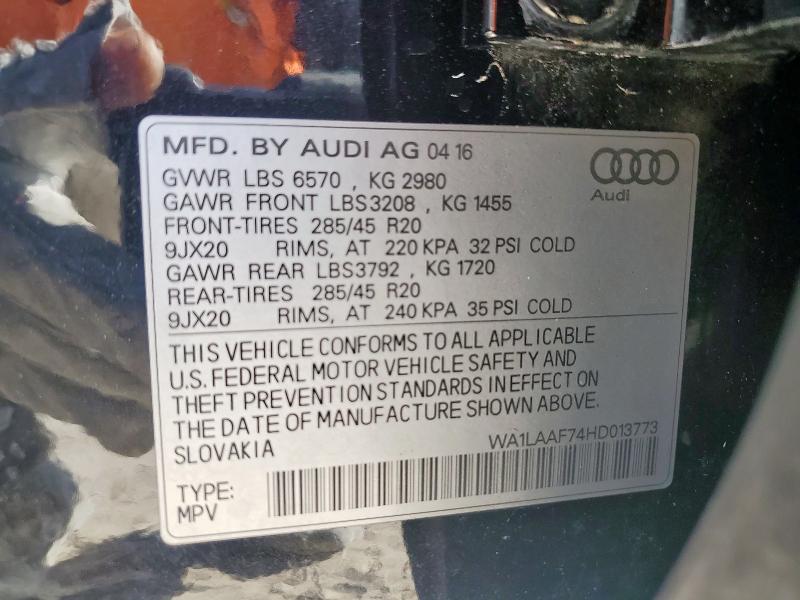 MFD. BY AUDI AG 04 16
Audi
GVWR LBS 6570 , KG 2980
GAWR FRONT LBS3208 , KG 1455
FRONT-TIRES 285/45 R20
9JX20 RIMS, AT 220 KPA 32 PSI COLD
GAWR REAR LBS3792 , KG 1720
REAR-TIRES 285/45 R20
9JX20 RIMS, AT 240 KPA 35 PSI COLD
THIS VEHICLE CONFORMS TO ALL APPLICABLE
U.S. FEDERAL MOTOR VEHICLE SAFETY AND
THEFT PREVENTION STANDARDS IN EFFECT ON
THE DATE OF MANUFACTURE SHOWN ABOVE.
SLOVAKIA
WA1LAAF74HD013773
TYPE:
MPV